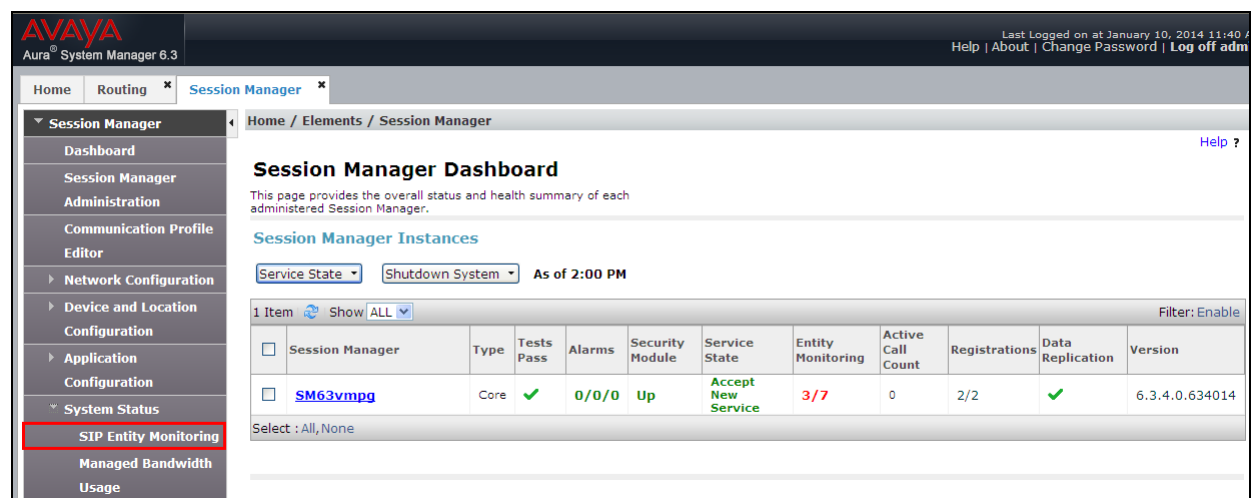 AVAYA
Aura® System Manager 6.3
Last Logged on at January 10, 2014 11:40
Help | About | Change Password | Log off
Home Routing × Session Manager ×
Session Manager
Dashboard
Session Manager
Administration
Communication Profile
Editor
Network Configuration
Device and Location
Configuration
Application
Configuration
System Status
SIP Entity Monitoring
Managed Bandwidth
Usage
Home / Elements / Session Manager
Help ?
Session Manager Dashboard
This page provides the overall status and health summary of each
administered Session Manager.
Session Manager Instances
Service State Shutdown System As of 2:00 PM
1 Item Show ALL Filter: Enable
Session Manager Type Tests Pass Alarms Security Module Service State Entity Monitoring Active Call Count Registrations Data Replication Version
SM63vmpg Core 0/0/0 Up Accept New Service 3/7 0 2/2 6.3.4.0.634014
Select : All, None